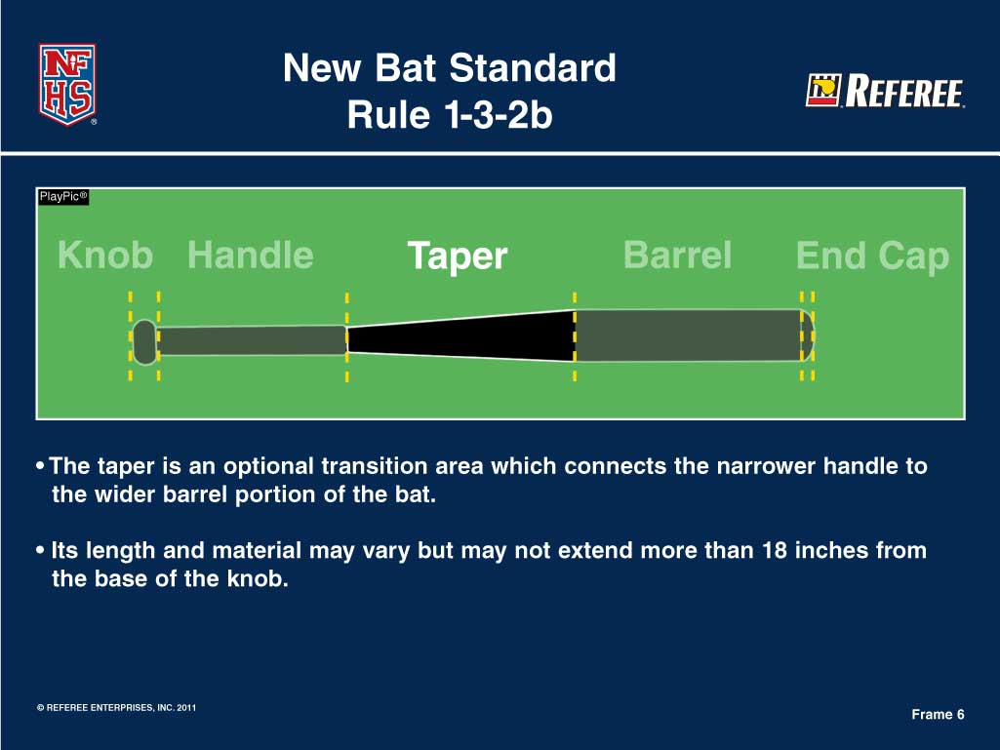 New Bat Standard
Rule 1-3-2b
NF
HS
®
REFEREE.
PlayPic®
Knob Handle Taper Barrel End Cap
• The taper is an optional transition area which connects the narrower handle to
the wider barrel portion of the bat.
• Its length and material may vary but may not extend more than 18 inches from
the base of the knob.
© REFEREE ENTERPRISES, INC. 2011
Frame 6